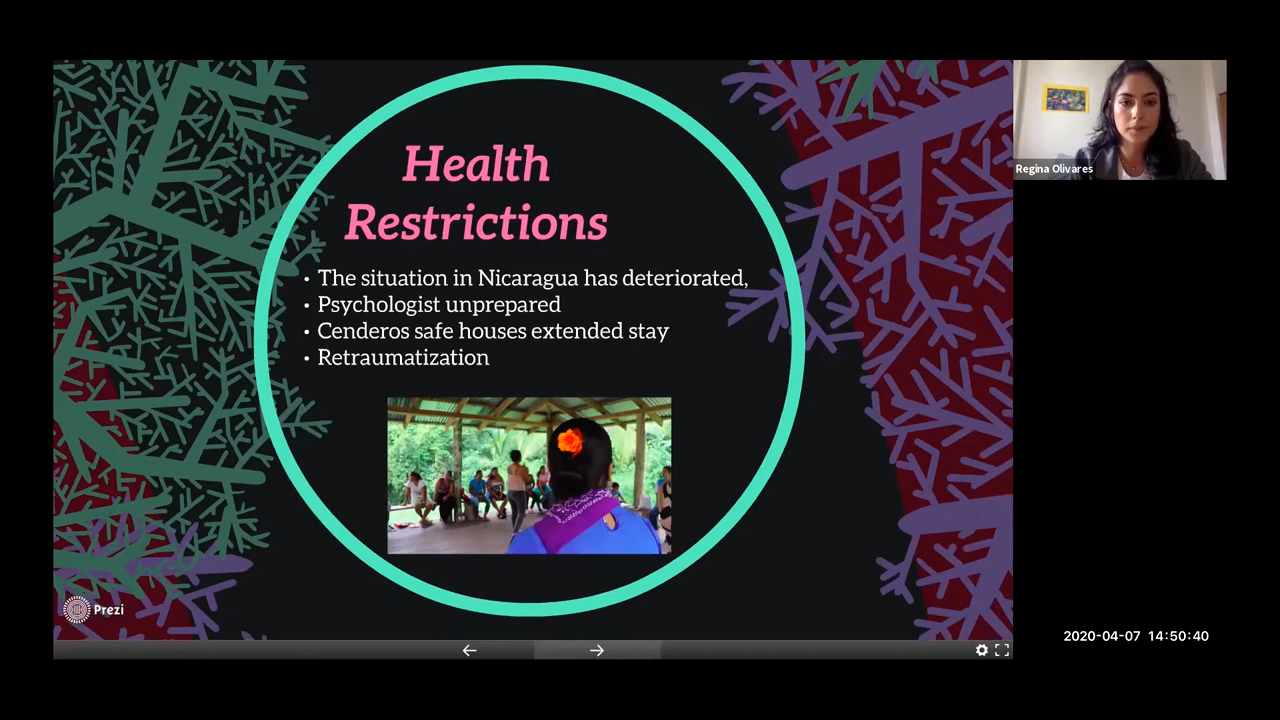 Health
Restrictions
• The situation in Nicaragua has deteriorated,
• Psychologist unprepared
• Cenderos safe houses extended stay
• Retraumatization
Regina Olivares
Prezi
2020-04-07 14:50:40